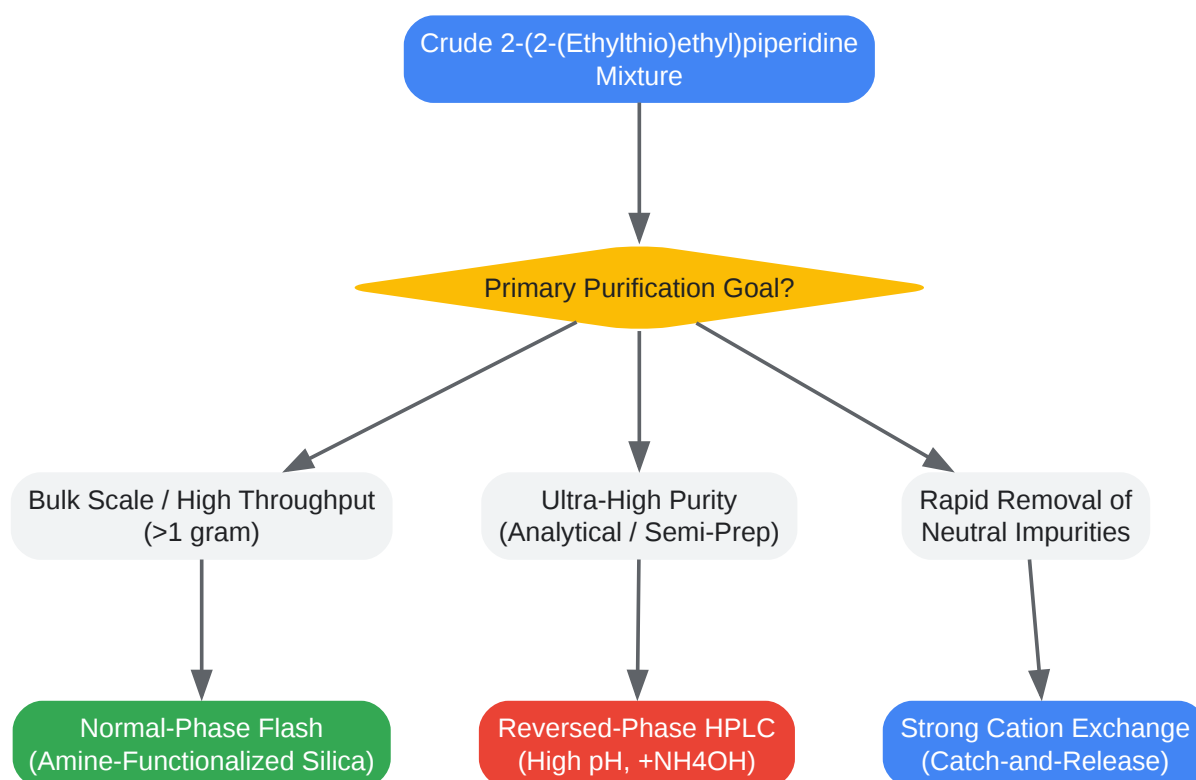 Crude 2-(2-(Ethylthio)ethyl)piperidine
Mixture
Primary Purification Goal?
Bulk Scale / High Throughput
(>1 gram)
Ultra-High Purity
(Analytical / Semi-Prep)
Rapid Removal of
Neutral Impurities
Normal-Phase Flash
(Amine-Functionalized Silica)
Reversed-Phase HPLC
(High pH, +NH4OH)
Strong Cation Exchange
(Catch-and-Release)